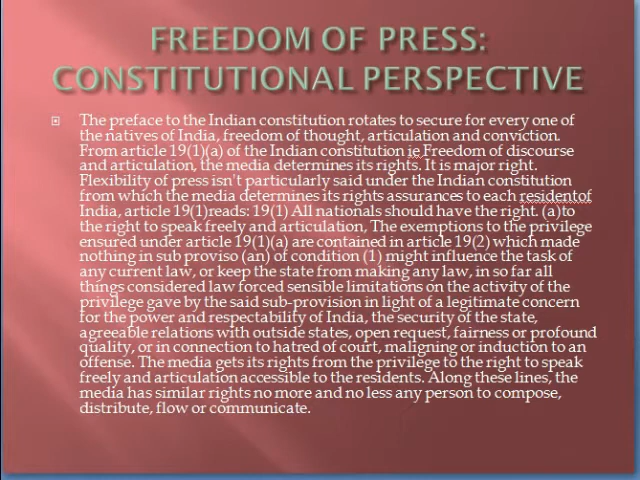 FREEDOM OF PRESS:
CONSTITUTIONAL PERSPECTIVE
The preface to the Indian constitution rotates to secure for every one of
the natives of India, freedom of thought, articulation and conviction.
From article 19(1)(a) of the Indian constitution ie Freedom of discourse
and articulation, the media determines its rights. It is major right.
Flexibility of press isn't particularly said under the Indian constitution
from which the media determines its rights assurances to each residentof
India, article 19(1)reads: 19(1) All nationals should have the right. (a)to
the right to speak freely and articulation, The exemptions to the privilege
ensured under article 19(1)(a) are contained in article 19(2) which made
nothing in sub proviso (an) of condition (1) might influence the task of
any current law, or keep the state from making any law, in so far all
things considered law forced sensible limitations on the activity of the
privilege gave by the said sub-provision in light of a legitimate concern
for the power and respectability of India, the security of the state,
agreeable relations with outside states, open request, fairness or profound
quality, or in connection to hatred of court, maligning or induction to an
offense. The media gets its rights from the privilege to the right to speak
freely and articulation accessible to the residents. Along these lines, the
media has similar rights no more and no less any person to compose,
distribute, flow or communicate.